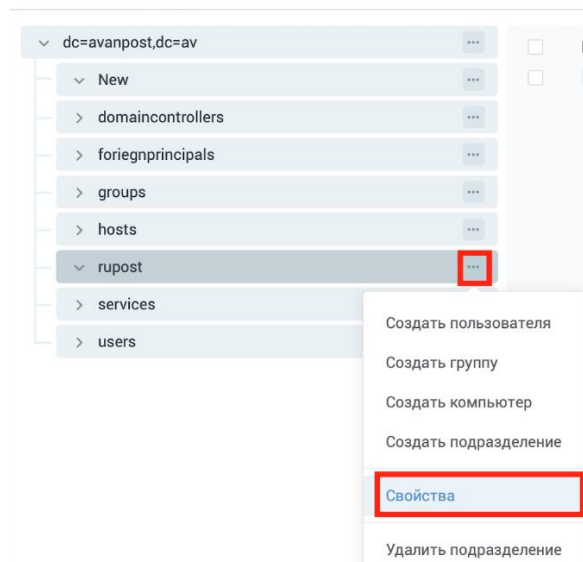 dc=avanpost,dc=av
New
domaincontrollers
foriegnprincipals
groups
hosts
rupost
services
users
Создать пользователя
Создать группу
Создать компьютер
Создать подразделение
Свойства
Удалить подразделение